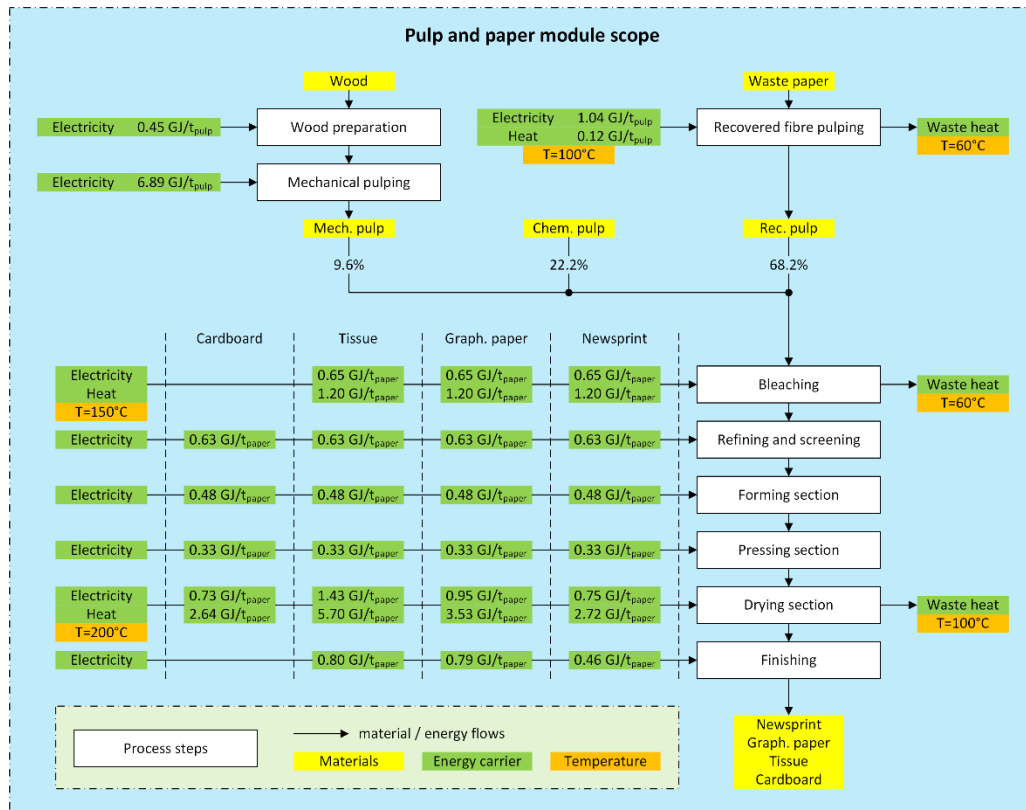 Pulp and paper module scope
Wood
Waste paper
Electricity 0.45 GJ/tpulp
Wood preparation
Electricity 1.04 GJ/tpulp
Heat 0.12 GJ/tpulp
T=100°C
Recovered fibre pulping
Waste heat
T=60°C
Electricity 6.89 GJ/tpulp
Mechanical pulping
Mech. pulp
Chem. pulp
Rec. pulp
9.6%
22.2%
68.2%
Cardboard
Tissue
Graph. paper
Newsprint
Electricity 0.65 GJ/tpaper 0.65 GJ/tpaper 0.65 GJ/tpaper
Heat 1.20 GJ/tpaper 1.20 GJ/tpaper 1.20 GJ/tpaper
T=150°C
Bleaching
Waste heat
T=60°C
Electricity 0.63 GJ/tpaper 0.63 GJ/tpaper 0.63 GJ/tpaper 0.63 GJ/tpaper
Refining and screening
Electricity 0.48 GJ/tpaper 0.48 GJ/tpaper 0.48 GJ/tpaper 0.48 GJ/tpaper
Forming section
Electricity 0.33 GJ/tpaper 0.33 GJ/tpaper 0.33 GJ/tpaper 0.33 GJ/tpaper
Pressing section
Electricity 0.73 GJ/tpaper 1.43 GJ/tpaper 0.95 GJ/tpaper 0.75 GJ/tpaper
Heat 2.64 GJ/tpaper 5.70 GJ/tpaper 3.53 GJ/tpaper 2.72 GJ/tpaper
T=200°C
Drying section
Waste heat
T=100°C
Electricity 0.80 GJ/tpaper 0.79 GJ/tpaper 0.46 GJ/tpaper
Finishing
Newsprint
Graph. paper
Tissue
Cardboard
Process steps
material / energy flows
Materials
Energy carrier
Temperature